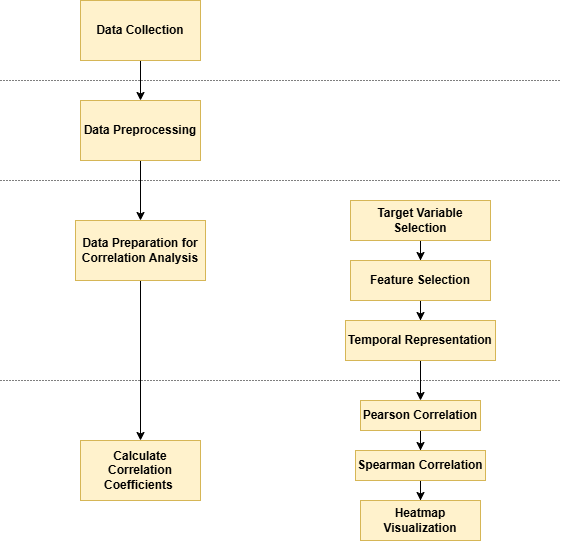 Data Collection
Data Preprocessing
Data Preparation for
Correlation Analysis
Target Variable
Selection
Feature Selection
Temporal Representation
Calculate
Correlation
Coefficients
Pearson Correlation
Spearman Correlation
Heatmap
Visualization